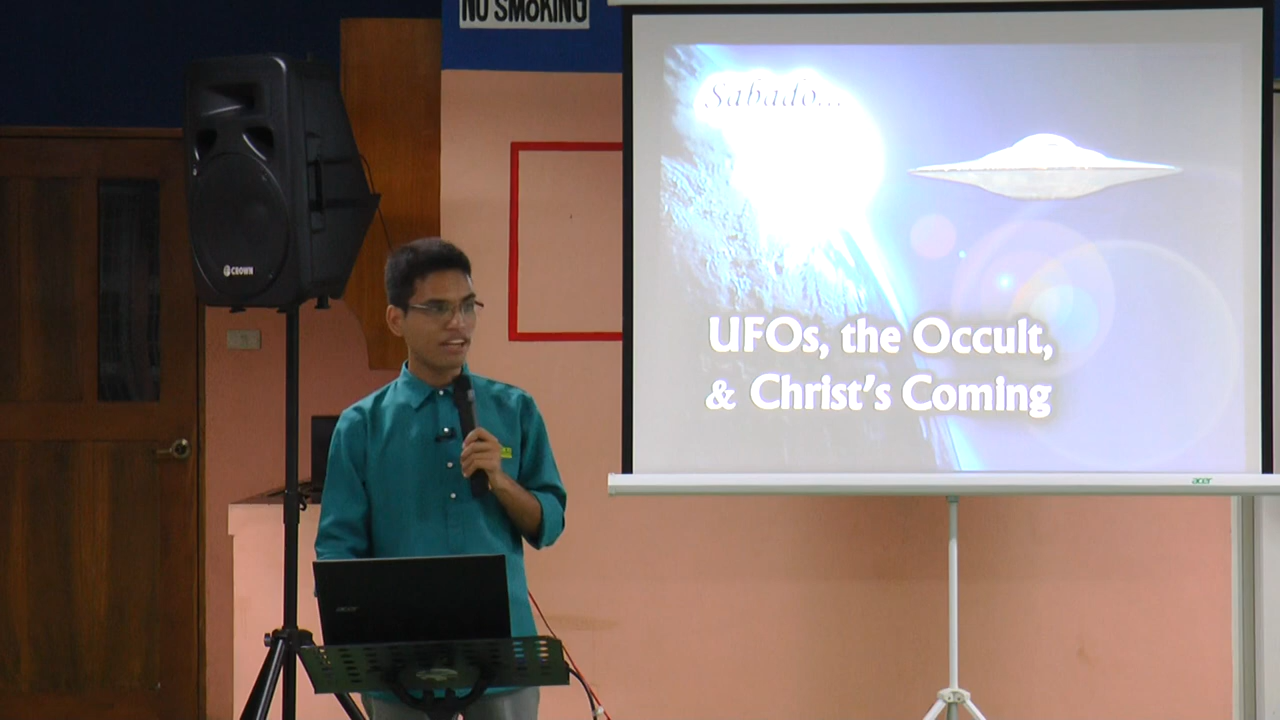 NO SMOKING
Sabado...
CROWN
UFOs, the Occult,
& Christ's Coming
acer
acer